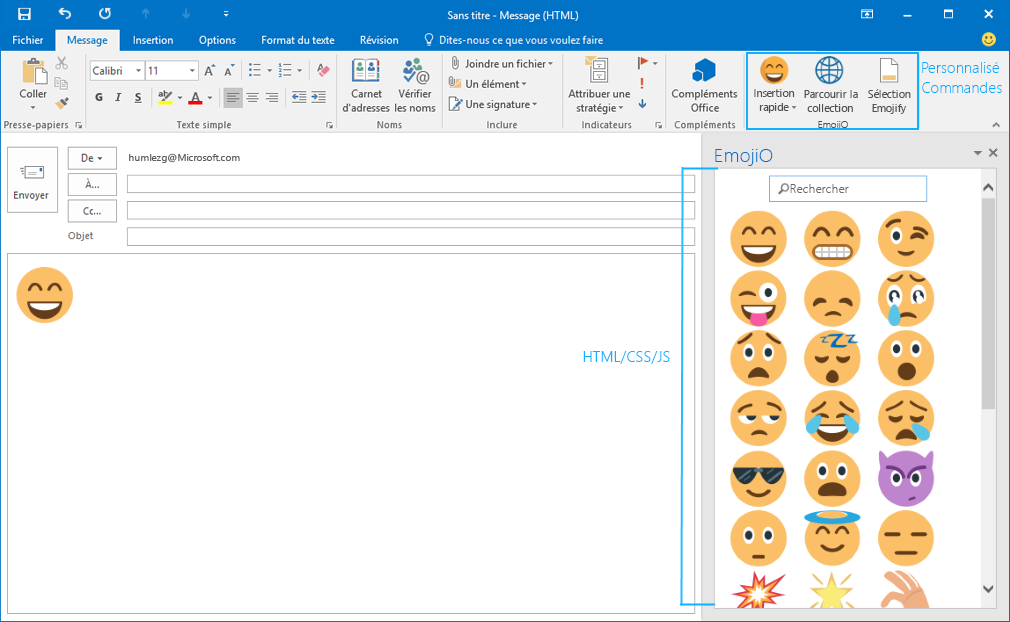 Sans titre - Message (HTML)
Fichier Message Insertion Options Format du texte Révision Dites-nous ce que vous voulez faire
Coller
Presse-papiers
Calibri 11
G I S
Texte simple
Carnet d'adresses
Vérifier les noms
Noms
Joindre un fichier
Un élément
Une signature
Inclure
Attribuer une stratégie
Indicateurs
Compléments Office
Compléments
Insertion rapide
Parcourir la collection
Sélection Emojify
EmojiO
Personnalisé
Commandes
Envoyer
De humlezg@Microsoft.com
À...
Cc...
Objet
HTML/CSS/JS
EmojiO
Rechercher
ZZZ